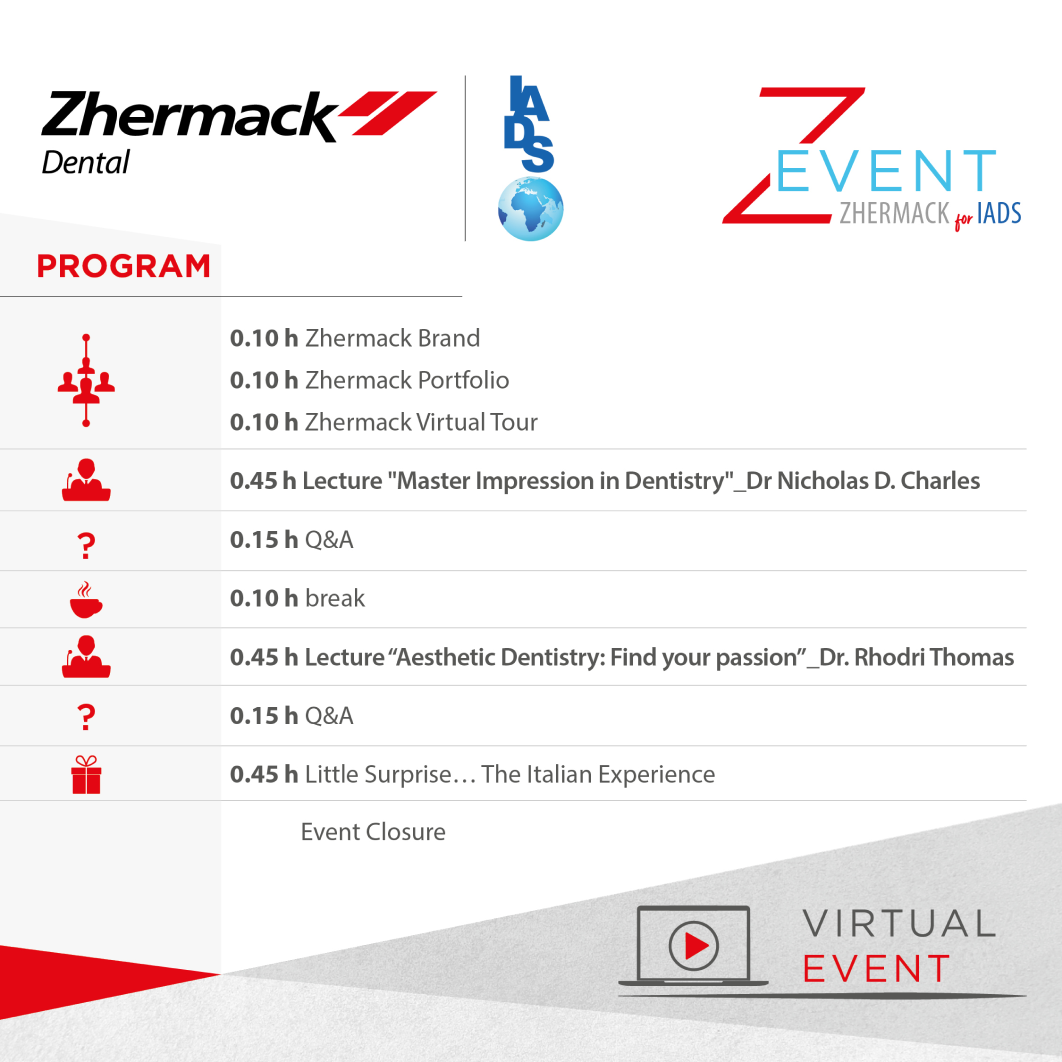 Zhermack
Dental
IADS
Z EVENT
ZHERMACK for IADS
PROGRAM
0.10 h Zhermack Brand
0.10 h Zhermack Portfolio
0.10 h Zhermack Virtual Tour
0.45 h Lecture "Master Impression in Dentistry"_Dr Nicholas D. Charles
?
0.15 h Q&A
0.10 h break
0.45 h Lecture “Aesthetic Dentistry: Find your passion”_Dr. Rhodri Thomas
?
0.15 h Q&A
0.45 h Little Surprise… The Italian Experience
Event Closure
VIRTUAL
EVENT